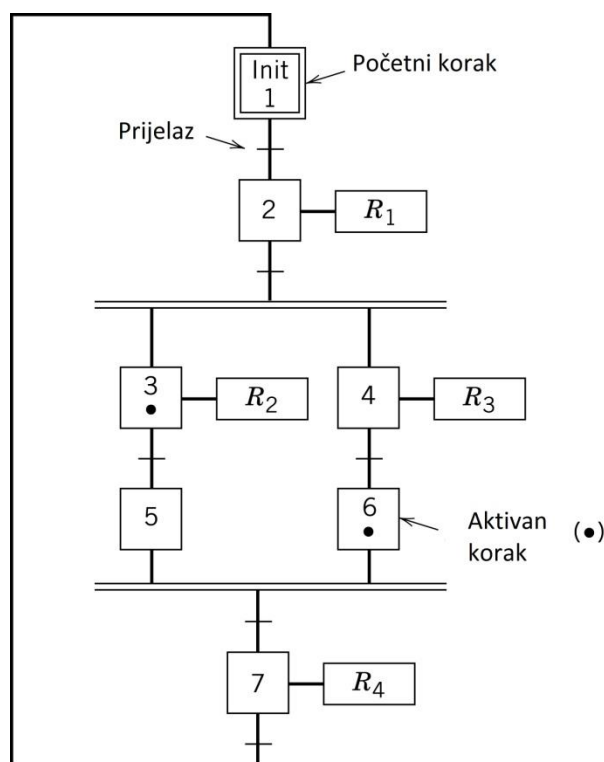 Init
1
Početni korak
Prijelaz
2
R1
3
R2
4
R3
5
6
Aktivan (•)
korak
7
R4